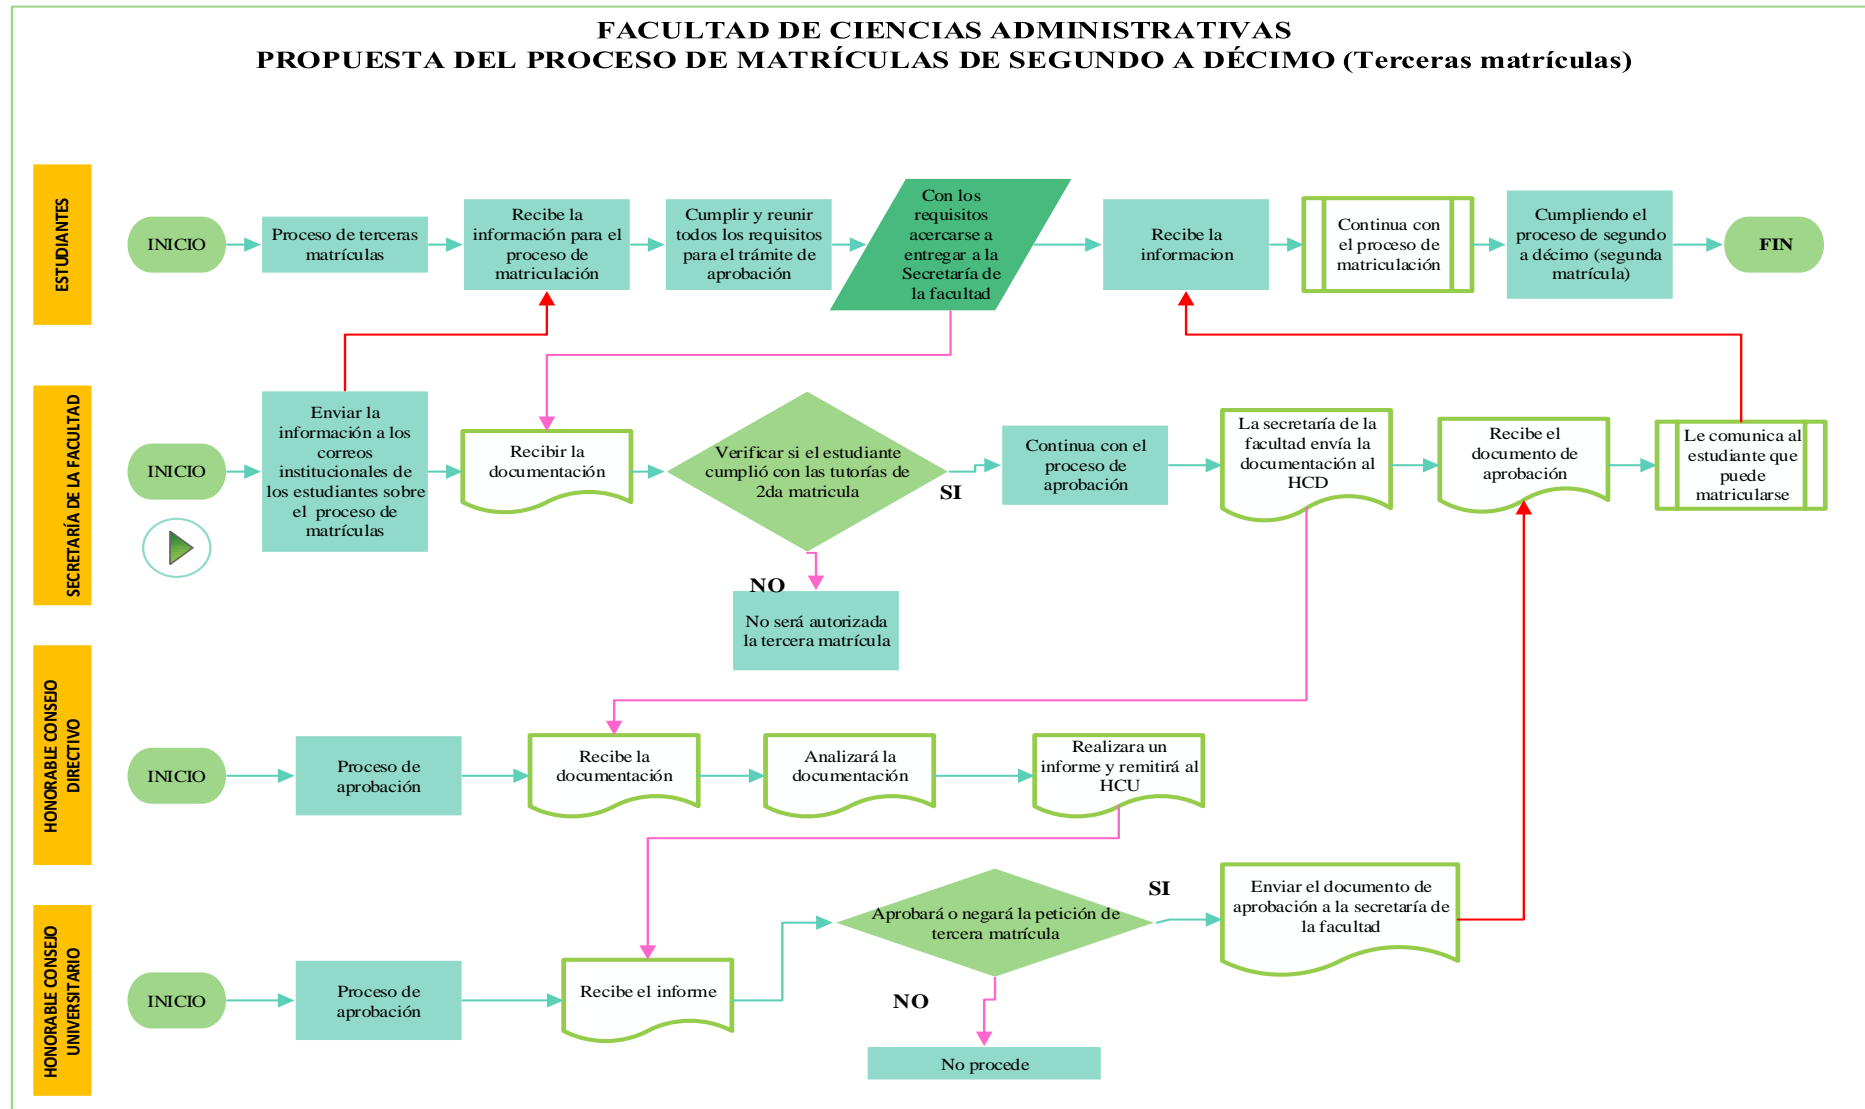 FACULTAD DE CIENCIAS ADMINISTRATIVAS
PROPUESTA DEL PROCESO DE MATRÍCULAS DE SEGUNDO A DÉCIMO (Terceras matrículas)
ESTUDIANTES
INICIO
Proceso de terceras
matrículas
Recibe la
información para el
proceso de
matriculación
Cumplir y reunir
todos los requisitos
para el trámite de
aprobación
Con los
requisitos
acercarse a
entregar a la
Secretaría de
la facultad
Recibe la
informacion
Continua con
el proceso de
matriculación
Cumpliendo el
proceso de segundo
a décimo (segunda
matrícula)
FIN
SECRETARÍA DE LA FACULTAD
INICIO
Enviar la
información a los
correos
institucionales de
los estudiantes sobre
el proceso de
matrículas
Recibir la
documentación
Verificar si el estudiante
cumplió con las tutorías de
2da matricula
SI
NO
No será autorizada
la tercera matrícula
Continua con el
proceso de
aprobación
La secretaría de la
facultad envía la
documentación al
HCD
Recibe el
documento de
aprobación
Le comunica al
estudiante que
puede
matricularse
HONORABLE CONSEJO
DIRECTIVO
INICIO
Proceso de
aprobación
Recibe la
documentación
Analizará la
documentación
Realizara un
informe y remitirá al
HCU
HONORABLE CONSEJO
UNIVERSITARIO
INICIO
Proceso de
aprobación
Recibe el informe
Aprobará o negará la petición de
tercera matrícula
SI
NO
No procede
Enviar el documento de
aprobación a la secretaría de
la facultad